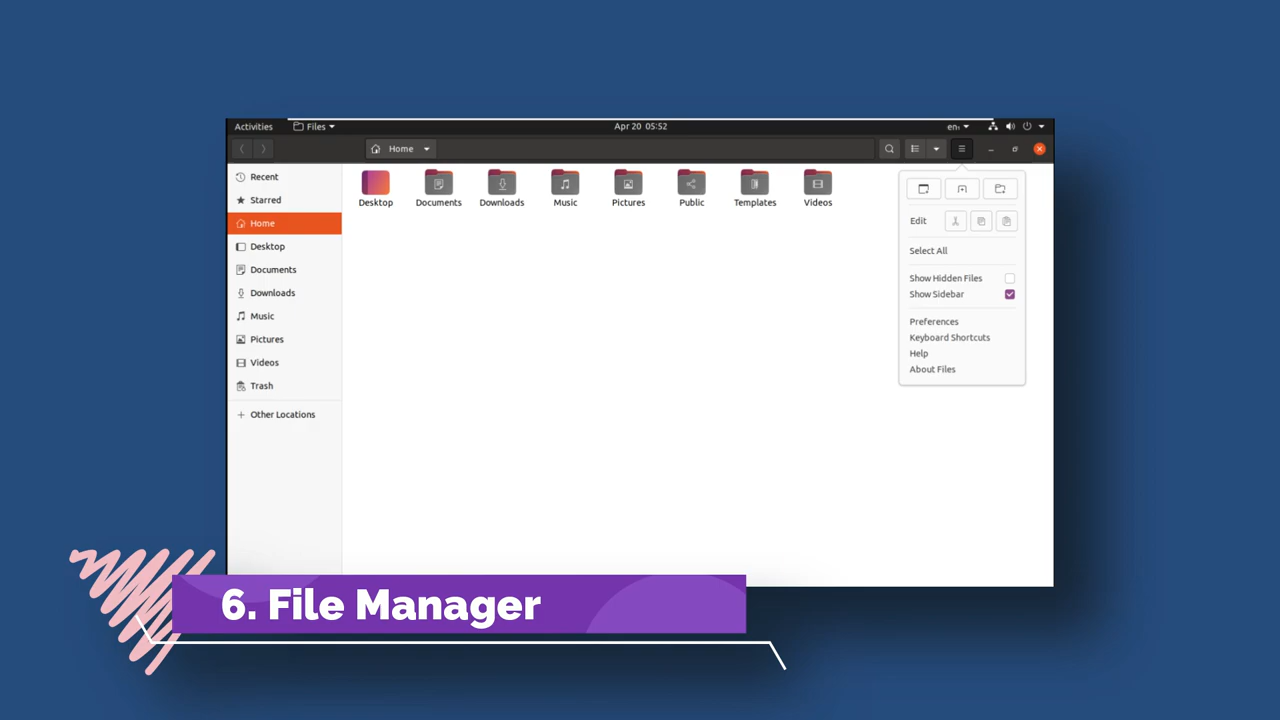 Activities Files Apr 20 05:52 en₁
Home
Recent
Starred
Home
Desktop
Documents
Downloads
Music
Pictures
Videos
Trash
Other Locations
Desktop Documents Downloads Music Pictures Public Templates Videos
Edit
Select All
Show Hidden Files
Show Sidebar
Preferences
Keyboard Shortcuts
Help
About Files
6. File Manager